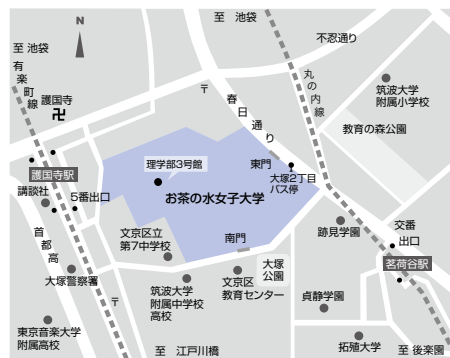 至 池袋
N
至 池袋
不忍通り
有楽町線
護国寺
〒
春日通り
丸の内線
筑波大学
附属小学校
教育の森公園
理学部3号館
東門
大塚2丁目
バス停
護国寺駅
講談社
5番出口
お茶の水女子大学
首都高
文京区立
第7中学校
南門
大塚
公園
跡見学園
交番
出口
茗荷谷駅
大塚警察署
〒
筑波大学
附属中学校
高校
文京区
教育センター
貞静学園
東京音楽大学
附属高校
至 江戸川橋
拓殖大学
至 後楽園